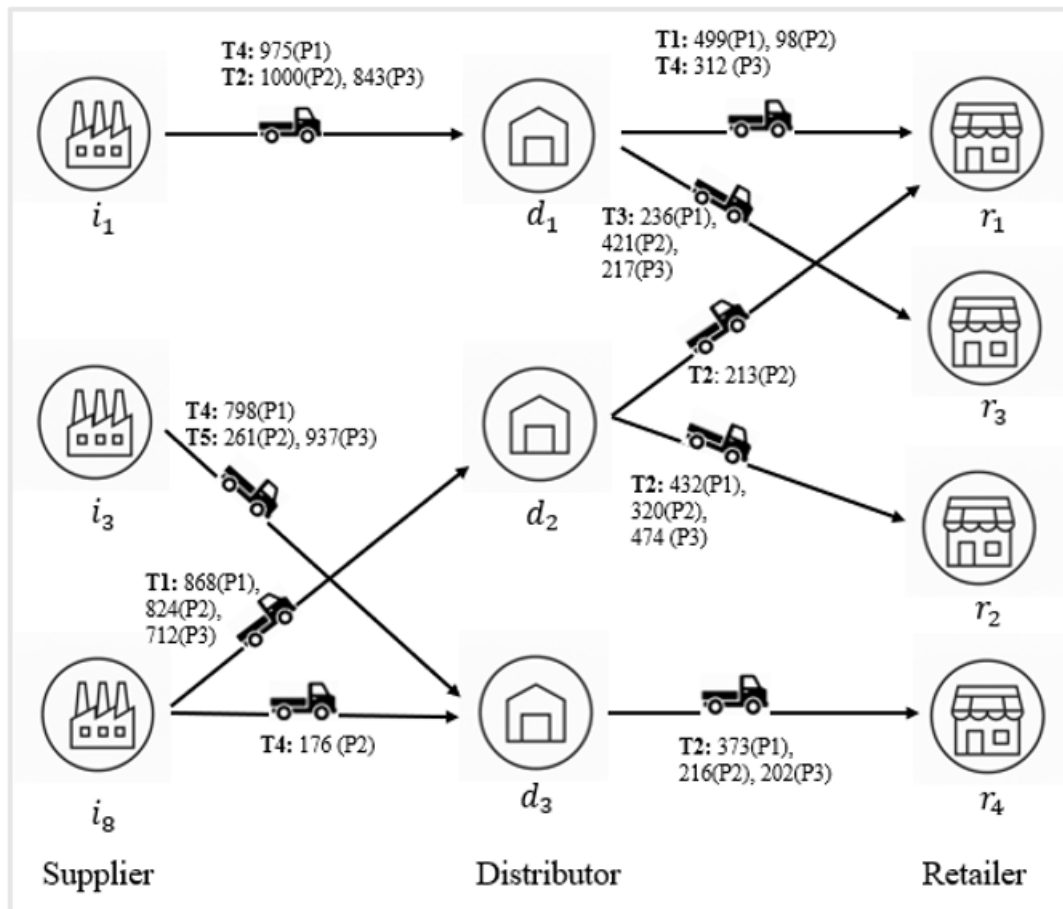 T4: 975(P1)
T2: 1000(P2), 843(P3)
T1: 499(P1), 98(P2)
T4: 312 (P3)
i1
d1
r1
T3: 236(P1),
421(P2),
217(P3)
T2: 213(P2)
r3
T4: 798(P1)
T5: 261(P2), 937(P3)
i3
d2
T2: 432(P1),
320(P2),
474 (P3)
r2
T1: 868(P1),
824(P2),
712(P3)
T4: 176 (P2)
T2: 373(P1),
216(P2), 202(P3)
i8
d3
r4
Supplier
Distributor
Retailer